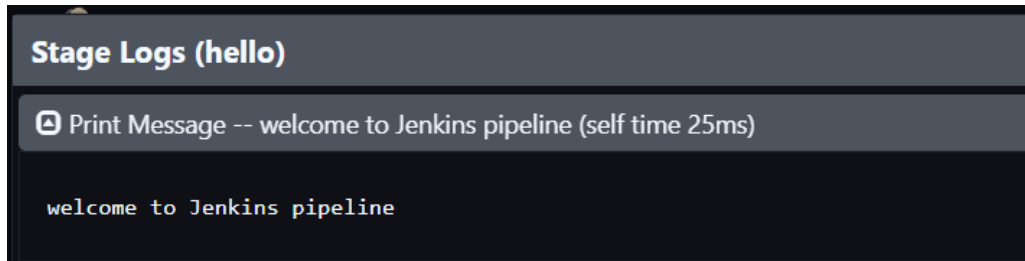 Stage Logs (hello)
Print Message -- welcome to Jenkins pipeline (self time 25ms)
welcome to Jenkins pipeline